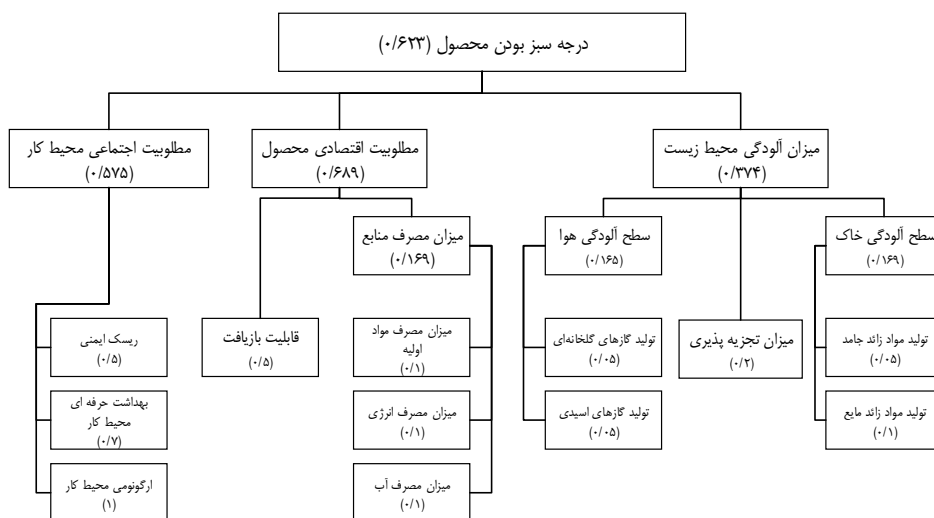 درجه سبز بودن محصول (۰/۶۲۳)
میزان آلودگی محیط زیست
(۰/۳۷۴)
مطلوبیت اقتصادی محصول
(۰/۶۸۹)
مطلوبیت اجتماعی محیط کار
(۰/۵۷۵)
سطح آلودگی خاک
(۰/۱۶۹)
سطح آلودگی هوا
(۰/۱۶۵)
میزان مصرف منابع
(۰/۱۶۹)
تولید مواد زائد جامد
(۰/۰۵)
میزان تجزیه پذیری
(۰/۲)
تولید گازهای گلخانه‌ای
(۰/۰۵)
میزان مصرف مواد
اولیه
(۰/۱)
قابلیت بازیافت
(۰/۵)
ریسک ایمنی
(۰/۵)
تولید مواد زائد مایع
(۰/۱)
تولید گازهای اسیدی
(۰/۰۵)
میزان مصرف انرژی
(۰/۱)
بهداشت حرفه ای
محیط کار
(۰/۷)
میزان مصرف آب
(۰/۱)
ارگونومی محیط کار
(۱)